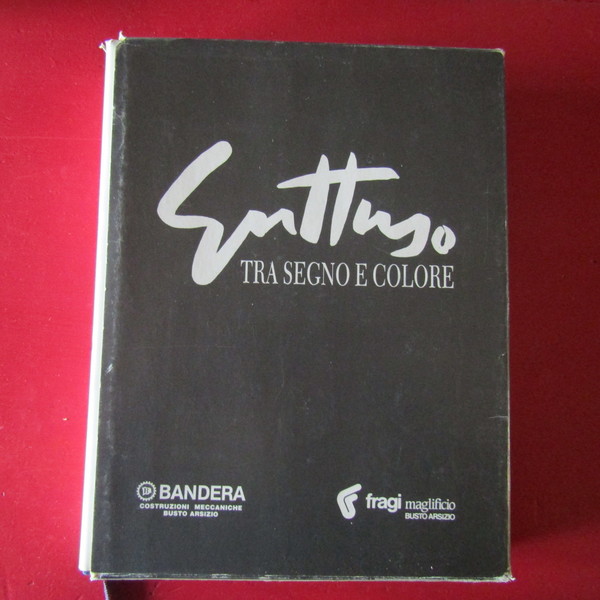 Guttuso
TRA SEGNO E COLORE
BANDERA
COSTRUZIONI MECCANICHE
BUSTO ARSIZIO
fragi maglificio
BUSTO ARSIZIO